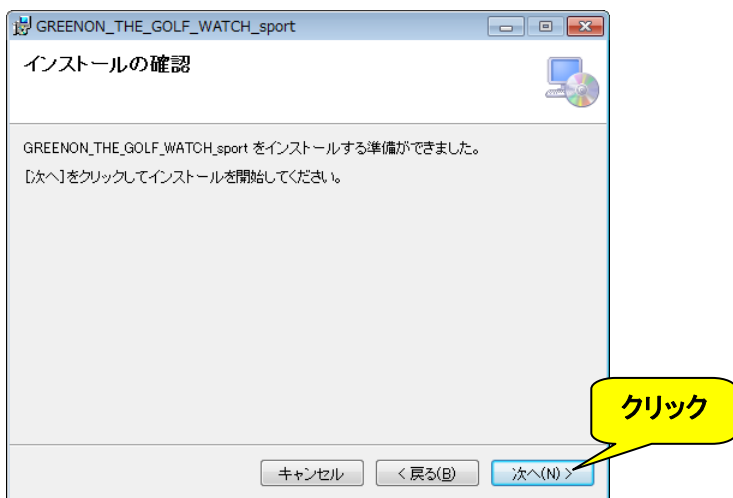 GREENON_THE_GOLF_WATCH_sport
インストールの確認
GREENON_THE_GOLF_WATCH_sport をインストールする準備ができました。
[次へ]をクリックしてインストールを開始してください。
クリック
キャンセル
< 戻る(B)
次へ(N) >